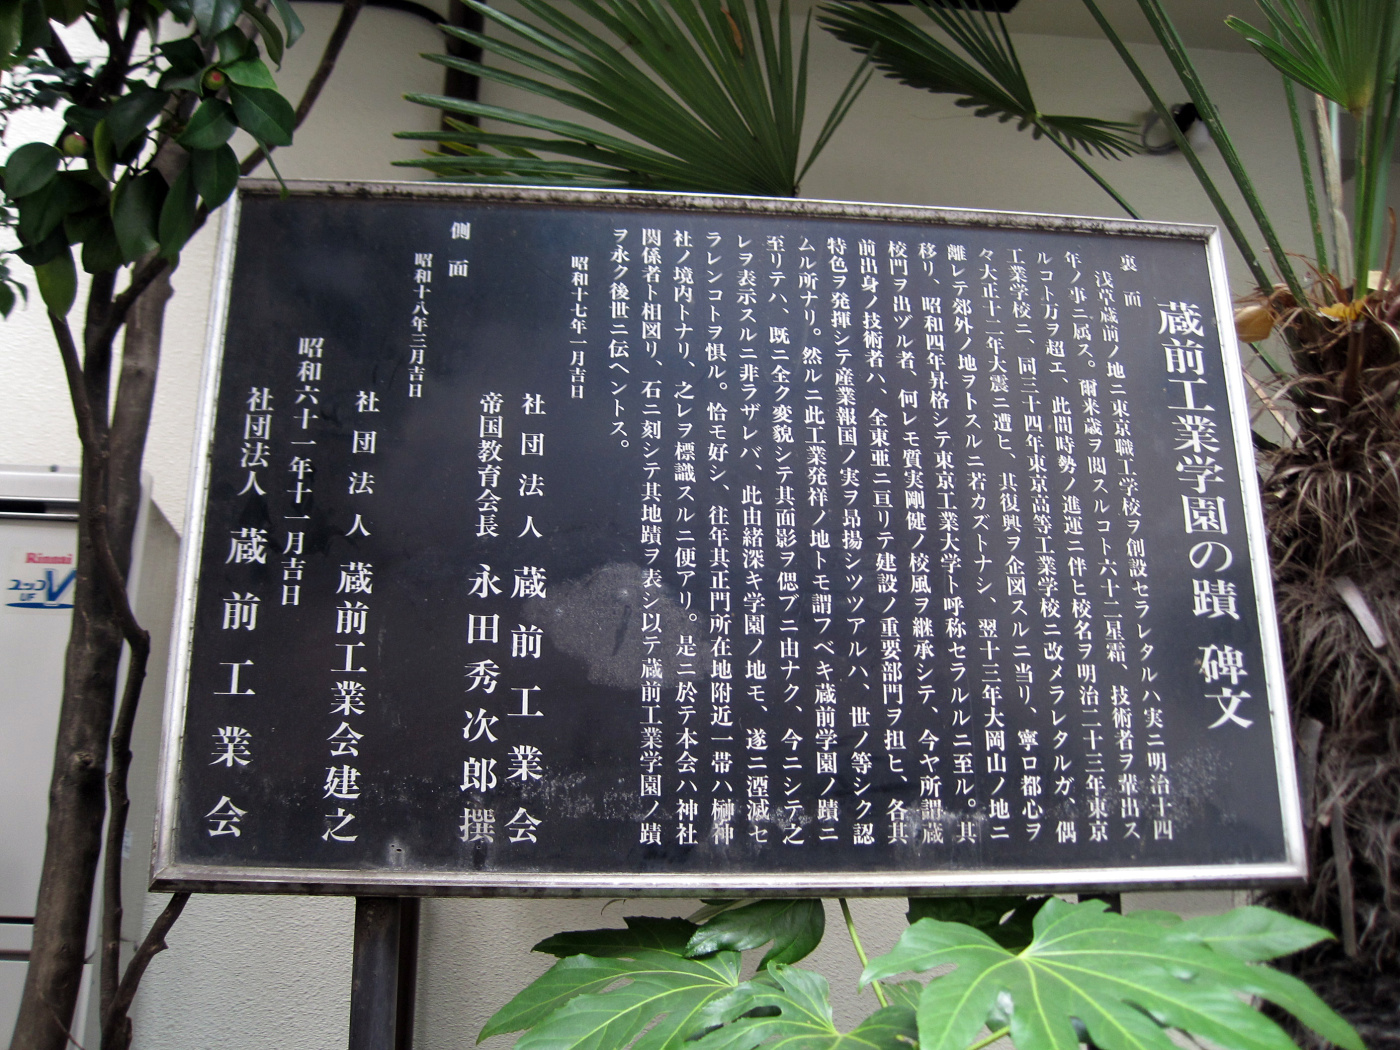 蔵前工業学園の蹟 碑文
裏面
浅草蔵前ノ地ニ東京職工学校ヲ創設セラレタルハ実ニ明治十四
年ノ事ニ属ス。爾来歳ヲ閲スルコト六十二星霜、技術者ヲ輩出ス
ルコト万ヲ超エ、此間時勢ノ進運ニ伴ヒ校名ヲ明治二十三年東京
工業学校ニ、同三十四年東京高等工業学校ニ改メラレタルガ、偶
々大正十二年大震ニ遭ヒ、其復興ヲ企図スルニ当リ、寧ロ都心ヲ
離レテ郊外ノ地ヲトスルニ若カズトナシ、翌十三年大岡山ノ地ニ
移リ、昭和四年昇格シテ東京工業大学ト呼称セラルルニ至ル。其
校門ヲ出ヅル者、何レモ質実剛健ノ校風ヲ継承シテ、今ヤ所謂蔵
前出身ノ技術者ハ、全東亜ニ亘リテ建設ノ重要部門ヲ担ヒ、各其
特色ヲ発揮シテ産業報国ノ実ヲ昂揚シツツアルハ、世ノ等シク認
ムル所ナリ。然ルニ此工業発祥ノ地トモ謂フベキ蔵前学園ノ蹟ニ
至リテハ、既ニ全ク変貌シテ其面影ヲ偲ブニ由ナク、今ニシテ之
レヲ表示スルニ非ラザレバ、此由緒深キ学園ノ地モ、遂ニ湮滅セ
ラレンコトヲ惧ル。恰モ好シ、往年其正門所在地附近一帯ハ榊神
社ノ境内トナリ、之レヲ標識スルニ便アリ。是ニ於テ本会ハ神社
関係者ト相図リ、石ニ刻シテ其地蹟ヲ表シ以テ蔵前工業学園ノ蹟
ヲ永ク後世ニ伝ヘントス。
昭和十七年一月吉日
社団法人 蔵前工業会
帝国教育会長 永田秀次郎 撰
側面
昭和十八年三月吉日
社団法人 蔵前工業会建之
昭和六十一年十一月吉日
社団法人 蔵前工業会
Rinnai
ユッコV
UF